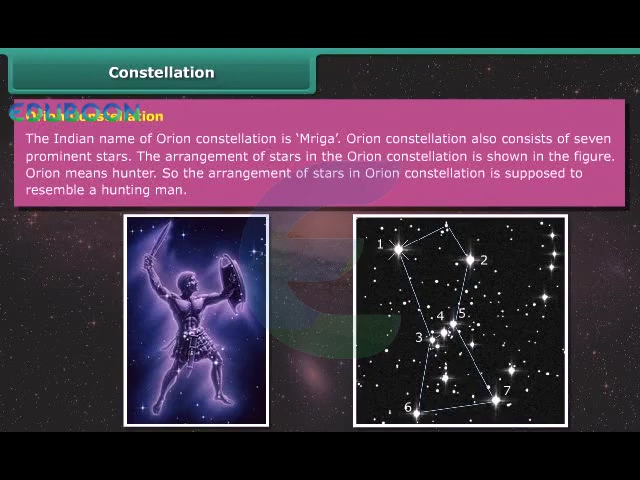 Constellation
EDUBOON
Orion Constellation
The Indian name of Orion constellation is ‘Mriga’. Orion constellation also consists of seven
prominent stars. The arrangement of stars in the Orion constellation is shown in the figure.
Orion means hunter. So the arrangement of stars in Orion constellation is supposed to
resemble a hunting man.
1
2
4 5
3
7
6